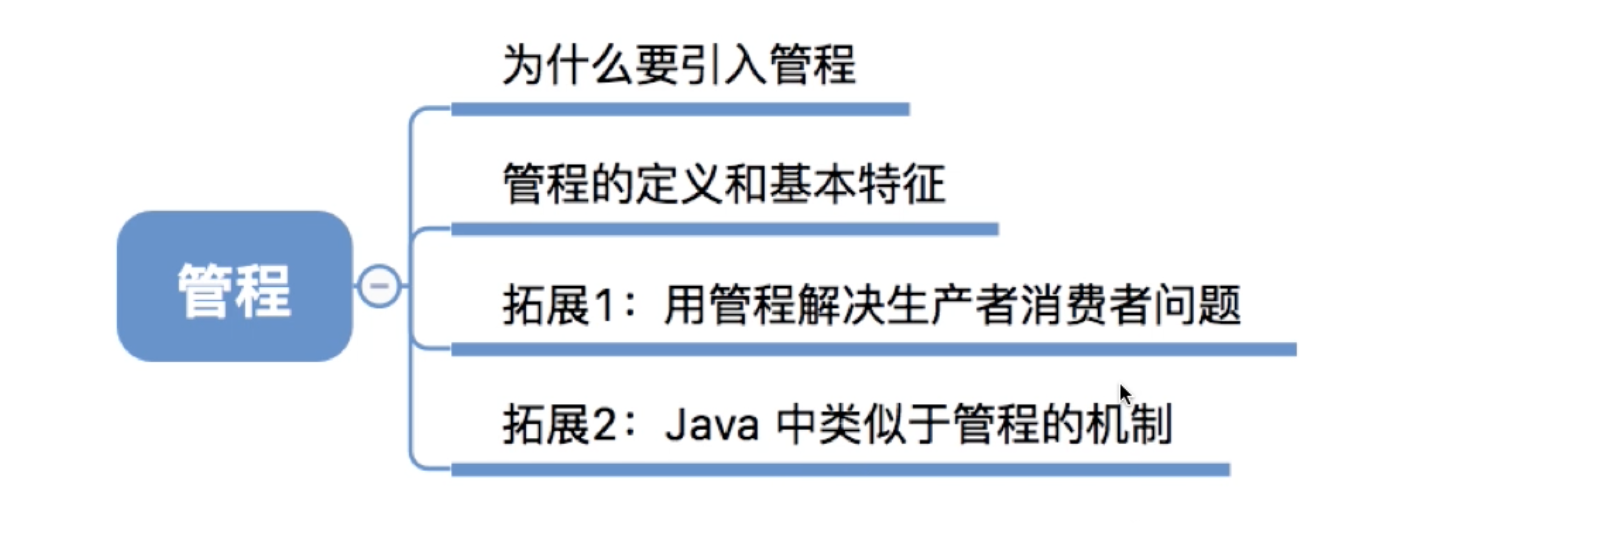 为什么要引入管程
管程的定义和基本特征
管程
拓展1：用管程解决生产者消费者问题
拓展2：Java 中类似于管程的机制